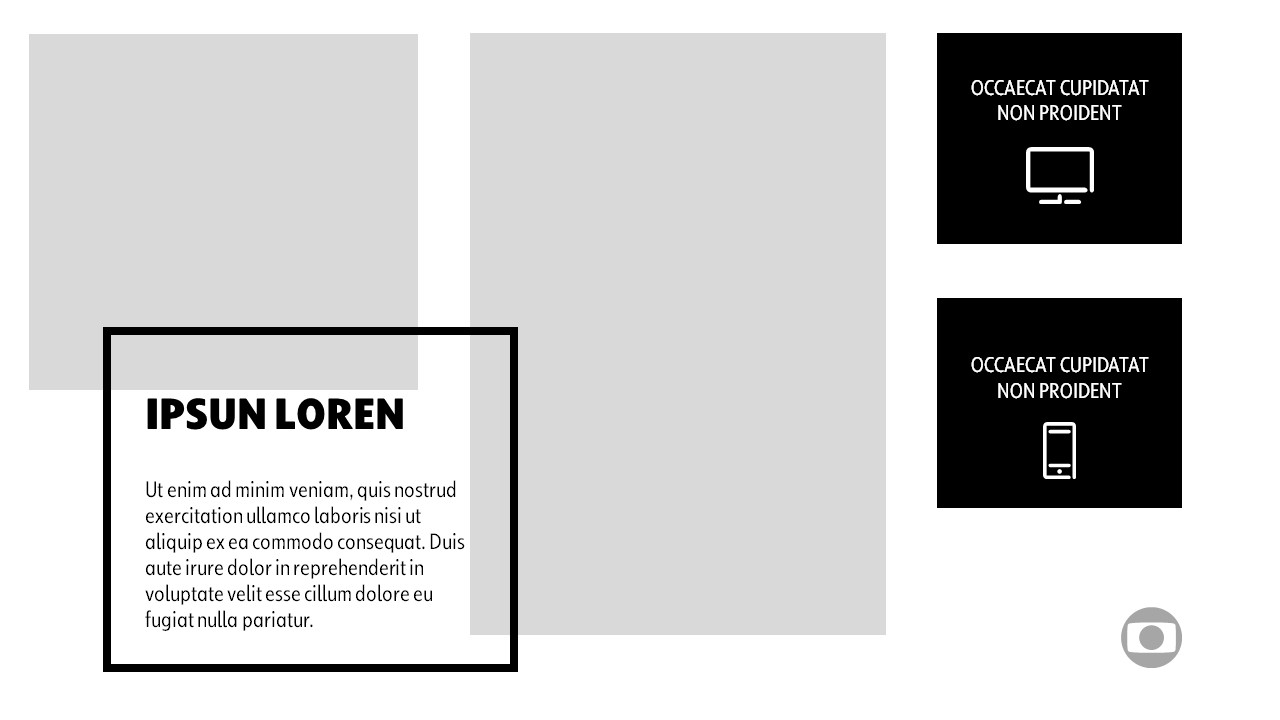 IPSUN LOREN
Ut enim ad minim veniam, quis nostrud
exercitation ullamco laboris nisi ut
aliquip ex ea commodo consequat. Duis
aute irure dolor in reprehenderit in
voluptate velit esse cillum dolore eu
fugiat nulla pariatur.
OCCAECAT CUPIDATAT
NON PROIDENT
OCCAECAT CUPIDATAT
NON PROIDENT